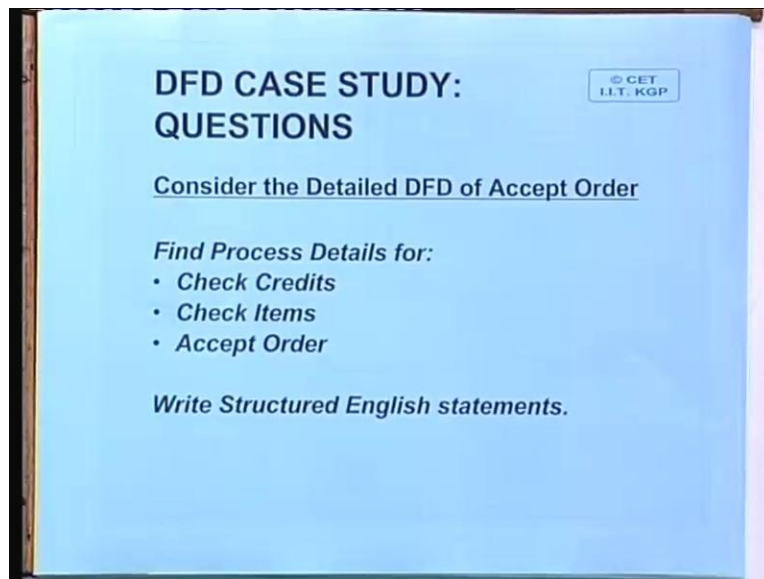 DFD CASE STUDY:
QUESTIONS
© CET
I.I.T. KGP
Consider the Detailed DFD of Accept Order
Find Process Details for:
• Check Credits
• Check Items
• Accept Order
Write Structured English statements.